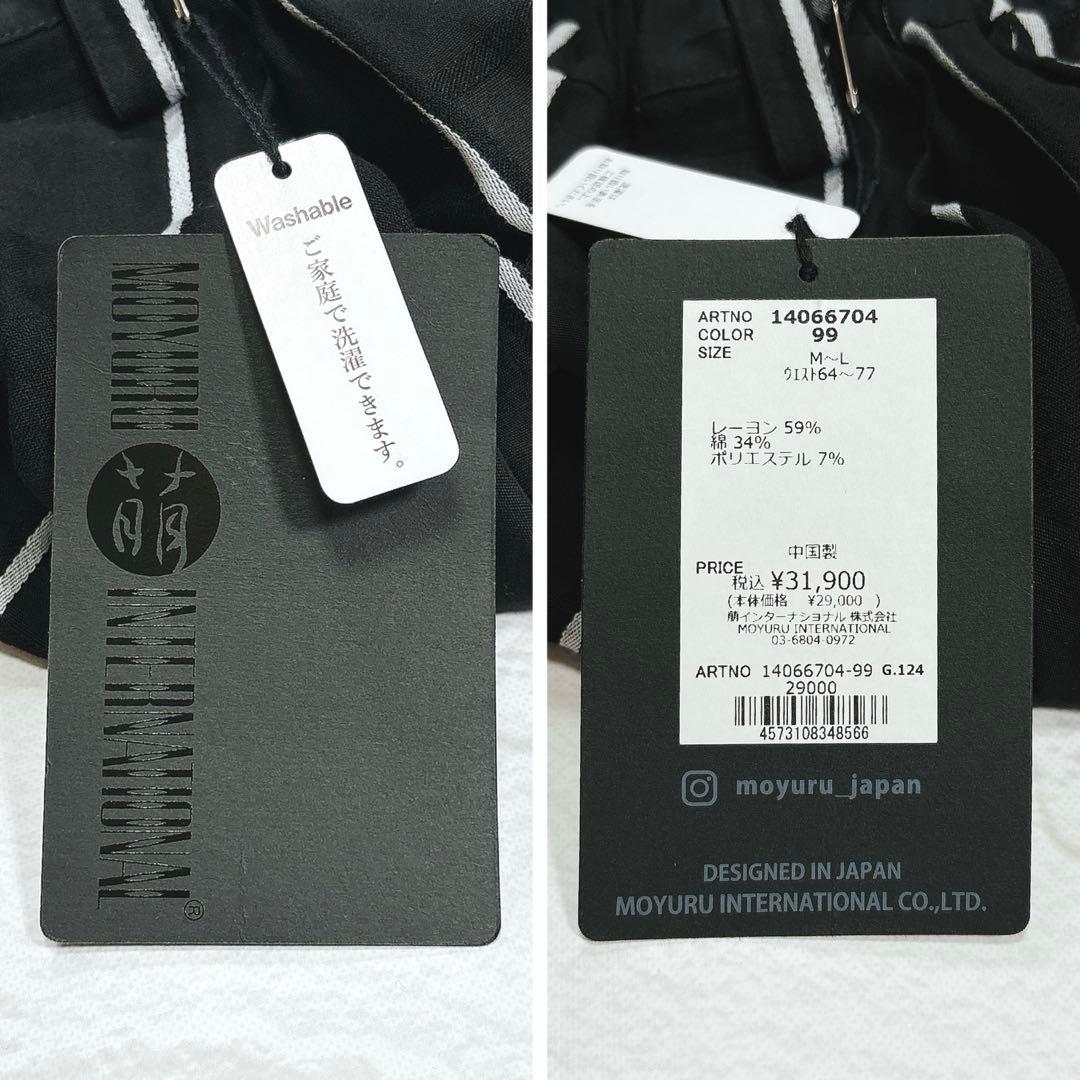 Washable
ご家庭で洗濯できます。
MOYURU
萌
INTERNATIONAL®
ARTNO 14066704
COLOR 99
SIZE
M～L
ウエスト64～77
レーヨン 59%
綿 34%
ポリエステル 7%
中国製
PRICE
税込 ¥31,900
(本体価格 ¥29,000 )
萠インターナショナル 株式会社
MOYURU INTERNATIONAL
03-6804-0972
ARTNO 14066704-99 G.124
29000
4573108348566
moyuru_japan
DESIGNED IN JAPAN
MOYURU INTERNATIONAL CO.,LTD.